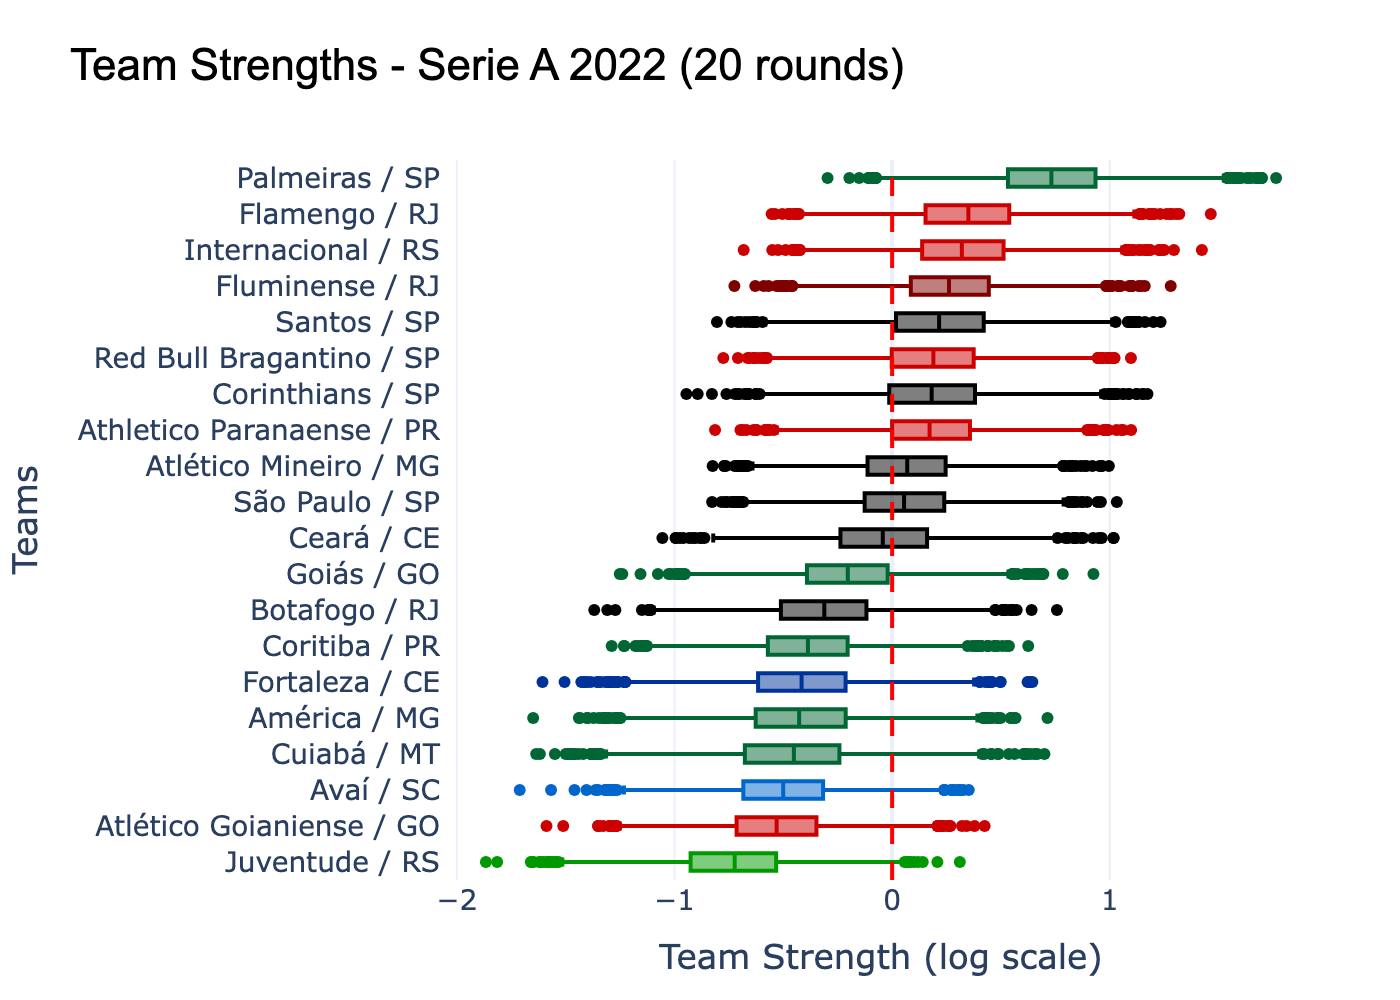 Team Strengths - Serie A 2022 (20 rounds)
Palmeiras / SP
Flamengo / RJ
Internacional / RS
Fluminense / RJ
Santos / SP
Red Bull Bragantino / SP
Corinthians / SP
Athletico Paranaense / PR
Atlético Mineiro / MG
São Paulo / SP
Ceará / CE
Goiás / GO
Botafogo / RJ
Coritiba / PR
Fortaleza / CE
América / MG
Cuiabá / MT
Avaí / SC
Atlético Goianiense / GO
Juventude / RS
Teams
−2 −1 0 1
Team Strength (log scale)